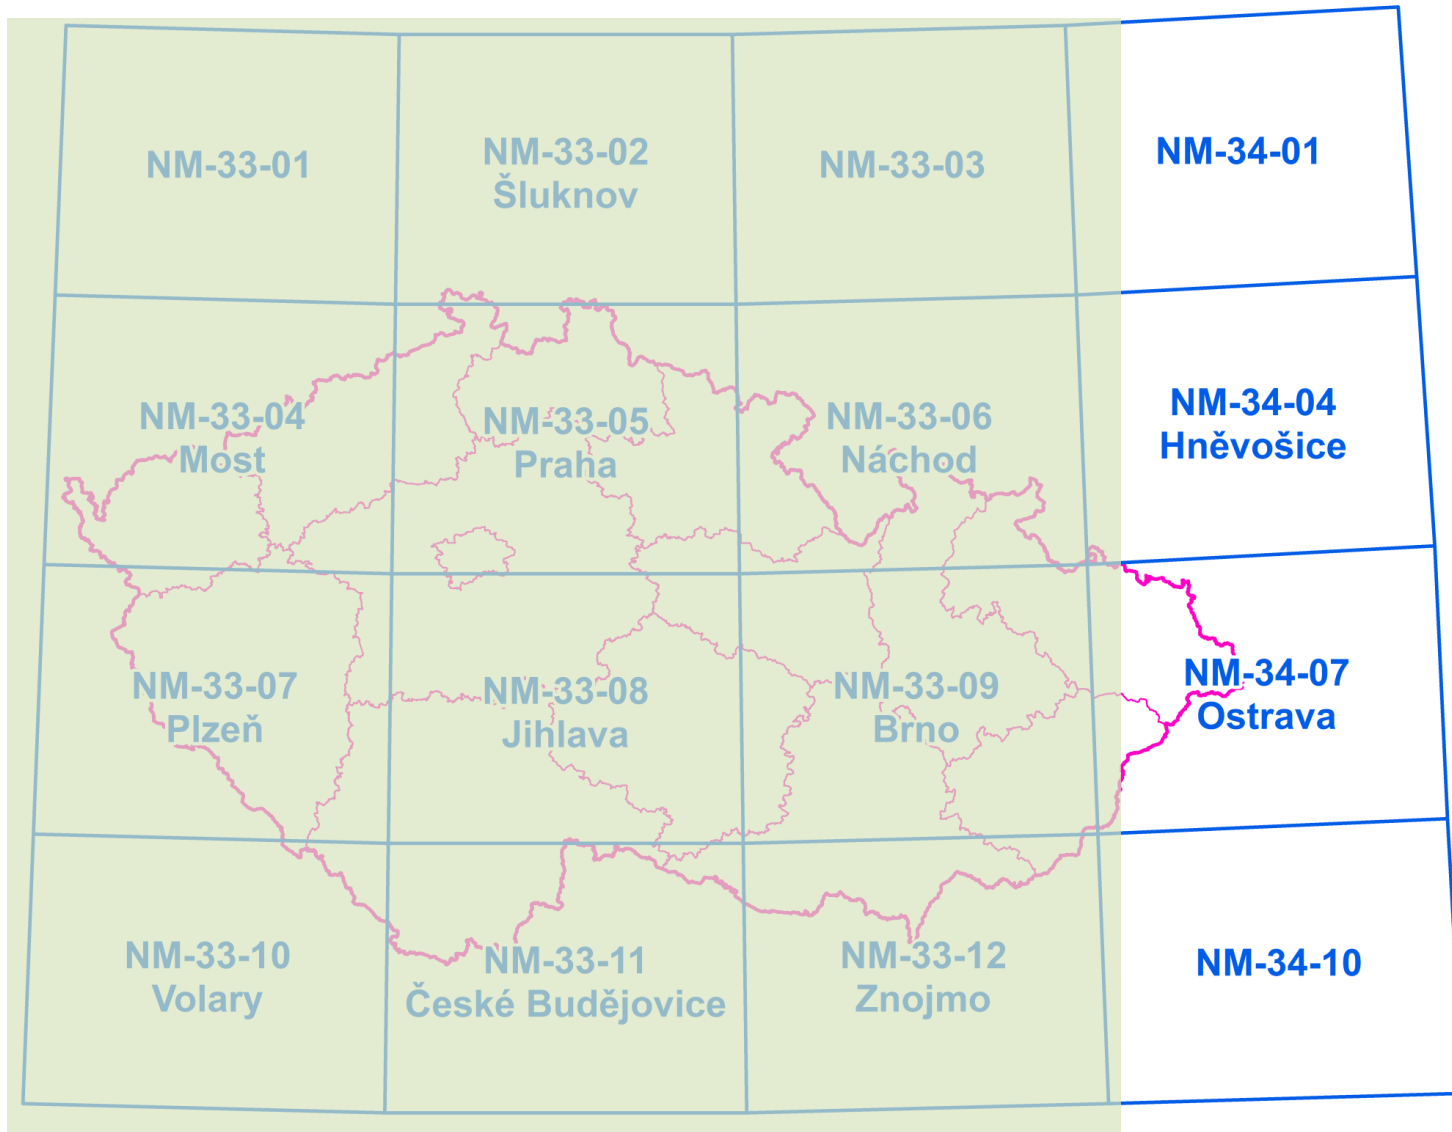 NM-33-01
NM-33-02
Šluknov
NM-33-03
NM-34-01
NM-33-04
Most
NM-33-05
Praha
NM-33-06
Náchod
NM-34-04
Hněvošice
NM-33-07
Plzeň
NM-33-08
Jihlava
NM-33-09
Brno
NM-34-07
Ostrava
NM-33-10
Volary
NM-33-11
České Budějovice
NM-33-12
Znojmo
NM-34-10